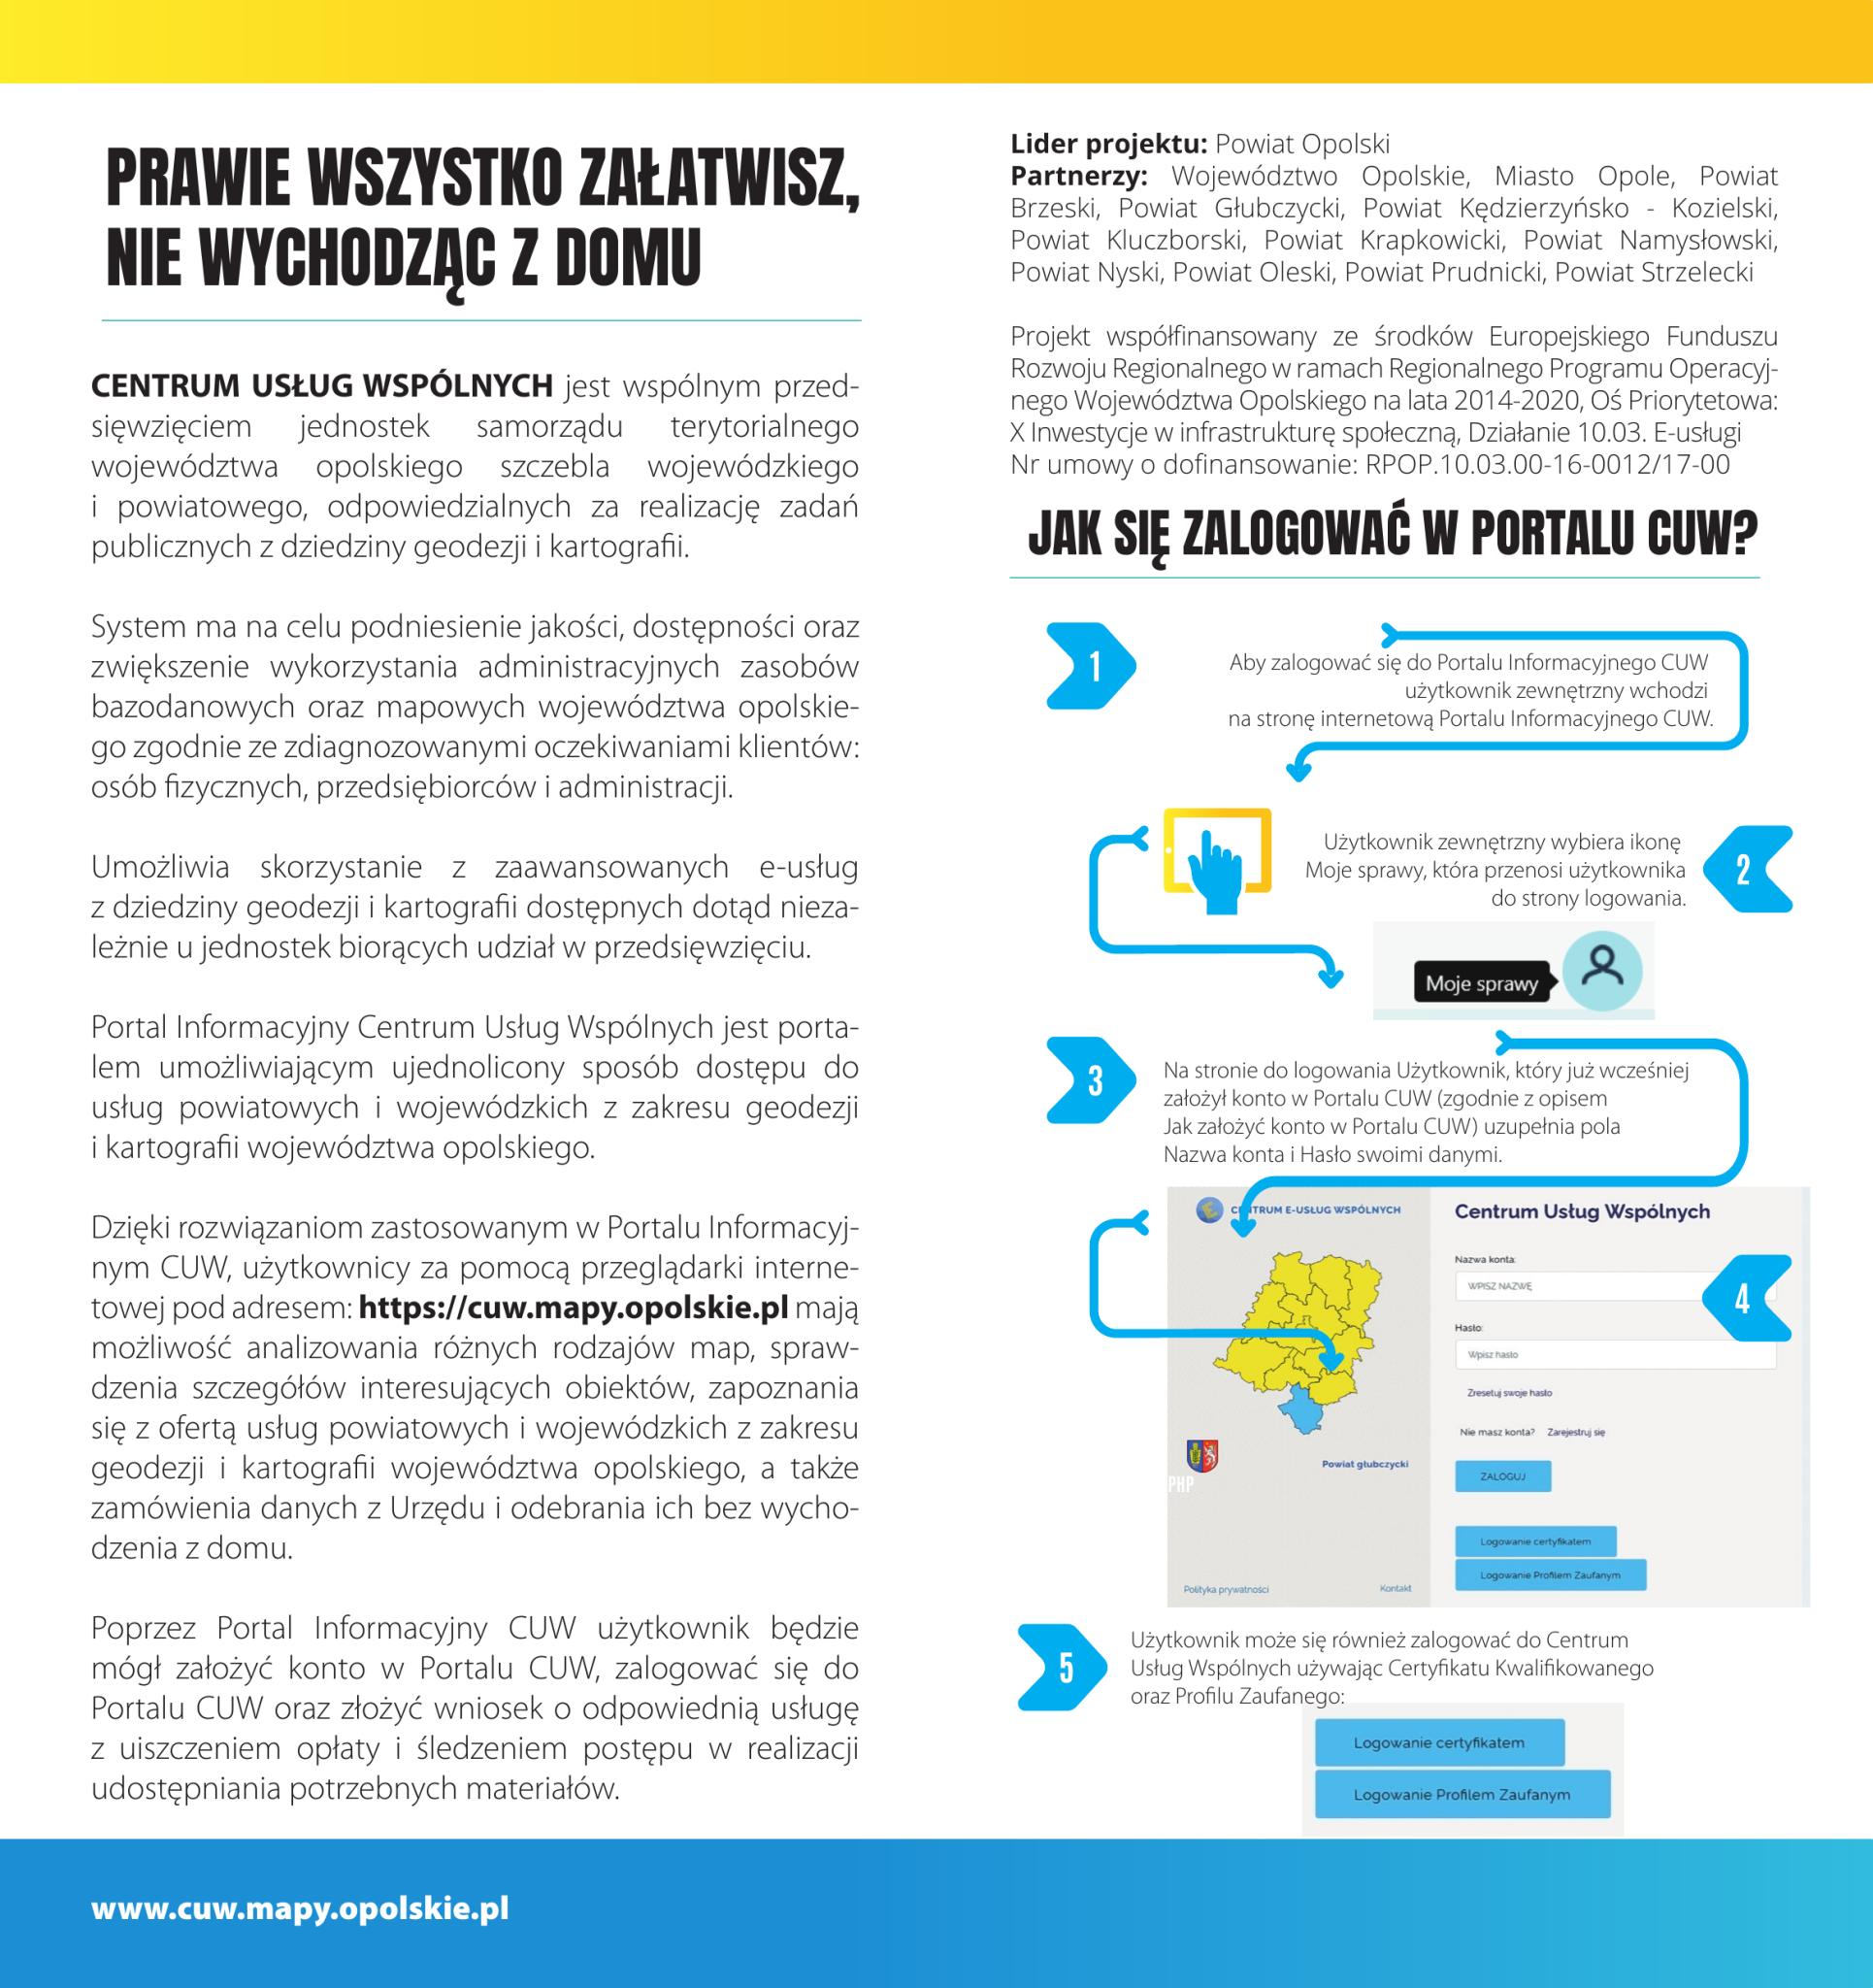 PRAWIE WSZYSTKO ZAŁATWISZ,
NIE WYCHODZĄC Z DOMU
CENTRUM USŁUG WSPÓLNYCH jest wspólnym przed-
sięwzięciem jednostek samorządu terytorialnego
województwa opolskiego szczebla wojewódzkiego
i powiatowego, odpowiedzialnych za realizację zadań
publicznych z dziedziny geodezji i kartografii.
System ma na celu podniesienie jakości, dostępności oraz
zwiększenie wykorzystania administracyjnych zasobów
bazodanowych oraz mapowych województwa opolskie-
go zgodnie ze zdiagnozowanymi oczekiwaniami klientów:
osób fizycznych, przedsiębiorców i administracji.
Umożliwia skorzystanie z zaawansowanych e-usług
z dziedziny geodezji i kartografii dostępnych dotąd nieza-
leżnie u jednostek biorących udział w przedsięwzięciu.
Portal Informacyjny Centrum Usług Wspólnych jest porta-
lem umożliwiającym ujednolicony sposób dostępu do
usług powiatowych i wojewódzkich z zakresu geodezji
i kartografii województwa opolskiego.
Dzięki rozwiązaniom zastosowanym w Portalu Informacyj-
nym CUW, użytkownicy za pomocą przeglądarki interne-
towej pod adresem: https://cuw.mapy.opolskie.pl mają
możliwość analizowania różnych rodzajów map, spraw-
dzenia szczegółów interesujących obiektów, zapoznania
się z ofertą usług powiatowych i wojewódzkich z zakresu
geodezji i kartografii województwa opolskiego, a także
zamówienia danych z Urzędu i odebrania ich bez wycho-
dzenia z domu.
Poprzez Portal Informacyjny CUW użytkownik będzie
mógł założyć konto w Portalu CUW, zalogować się do
Portalu CUW oraz złożyć wniosek o odpowiednią usługę
z uiszczeniem opłaty i śledzeniem postępu w realizacji
udostępniania potrzebnych materiałów.
www.cuw.mapy.opolskie.pl
Lider projektu: Powiat Opolski
Partnerzy: Województwo Opolskie, Miasto Opole, Powiat
Brzeski, Powiat Głubczycki, Powiat Kędzierzyńsko - Kozielski,
Powiat Kluczborski, Powiat Krapkowicki, Powiat Namysłowski,
Powiat Nyski, Powiat Oleski, Powiat Prudnicki, Powiat Strzelecki
Projekt współfinansowany ze środków Europejskiego Funduszu
Rozwoju Regionalnego w ramach Regionalnego Programu Operacyj-
nego Województwa Opolskiego na lata 2014-2020, Oś Priorytetowa:
X Inwestycje w infrastrukturę społeczną, Działanie 10.03. E-usługi
Nr umowy o dofinansowanie: RPOP.10.03.00-16-0012/17-00
JAK SIĘ ZALOGOWAĆ W PORTALU CUW?
1
Aby zalogować się do Portalu Informacyjnego CUW
użytkownik zewnętrzny wchodzi
na stronę internetową Portalu Informacyjnego CUW.
2
Użytkownik zewnętrzny wybiera ikonę
Moje sprawy, która przenosi użytkownika
do strony logowania.
Moje sprawy
3
Na stronie do logowania Użytkownik, który już wcześniej
założył konto w Portalu CUW (zgodnie z opisem
Jak założyć konto w Portalu CUW) uzupełnia pola
Nazwa konta i Hasło swoimi danymi.
E-USŁUG WSPÓLNYCH
Powiat głubczycki
PHP
Polityka prywatności
Kontakt
Centrum Usług Wspólnych
Nazwa konta:
WPISZ NAZWĘ
4
Hasło:
Wpisz hasło
Zresetuj swoje hasło
Nie masz konta? Zarejestruj się
ZALOGUJ
Logowanie certyfikatem
Logowanie Profilem Zaufanym
5
Użytkownik może się również zalogować do Centrum
Usług Wspólnych używając Certyfikatu Kwalifikowanego
oraz Profilu Zaufanego:
Logowanie certyfikatem
Logowanie Profilem Zaufanym